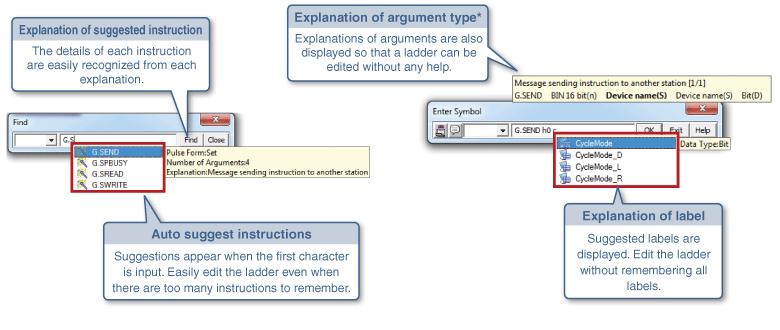 Explanation of suggested instruction
The details of each instruction
are easily recognized from each
explanation.
Explanation of argument type*
Explanations of arguments are also
displayed so that a ladder can be
edited without any help.
Message sending instruction to another station [1/1]
G.SEND BIN 16 bit(n) Device name(S) Device name(S) Bit(D)
Find
G.S
Find Close
G.SEND
G.SPBUSY
G.SREAD
G.SWRITE
Pulse Form:Set
Number of Arguments:4
Explanation:Message sending instruction to another station
Enter Symbol
G.SEND h0 c
OK Exit Help
CycleMode
CycleMode_D
CycleMode_L
CycleMode_R
Data Type:Bit
Auto suggest instructions
Suggestions appear when the first character
is input. Easily edit the ladder even when
there are too many instructions to remember.
Explanation of label
Suggested labels are
displayed. Edit the ladder
without remembering all
labels.